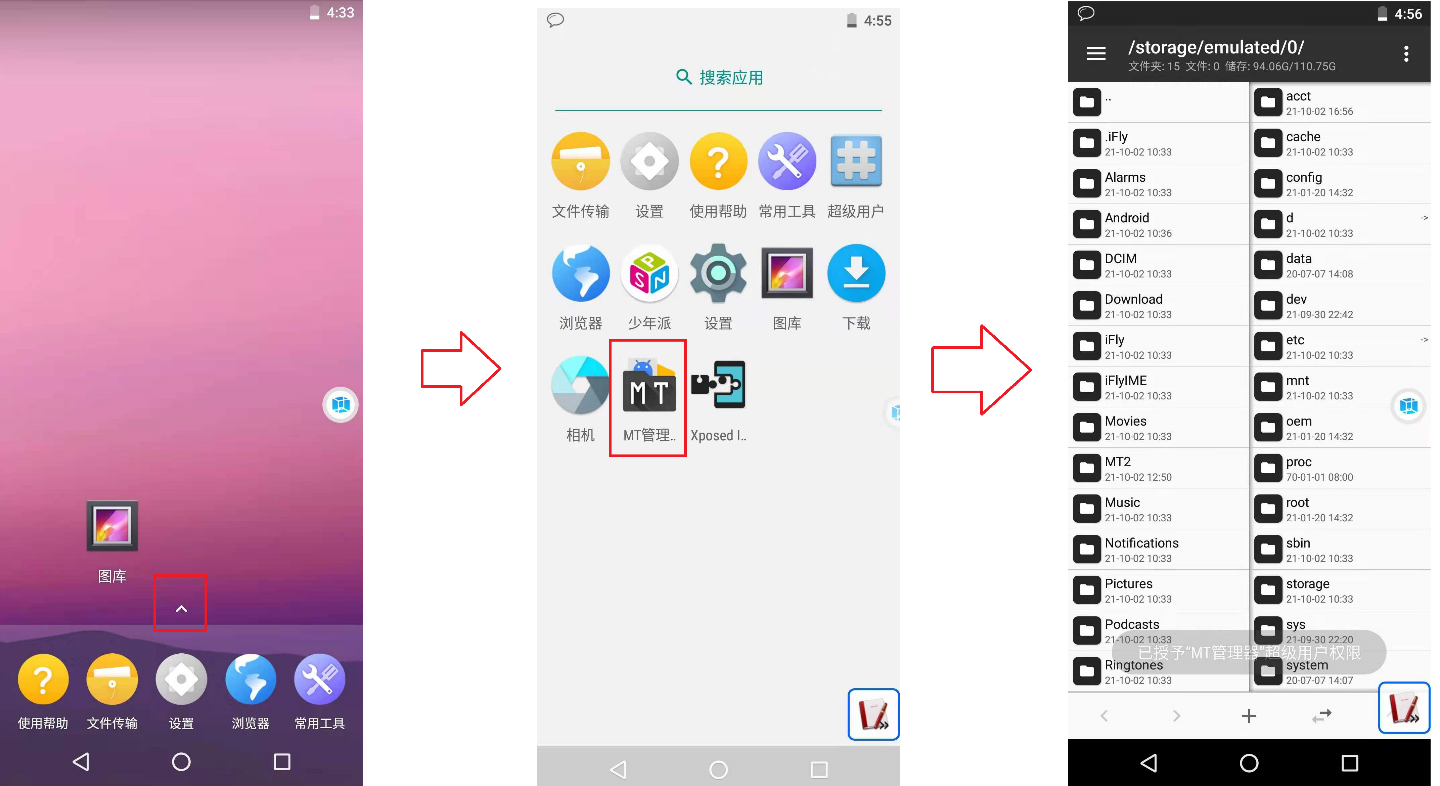 4:33
图库
使用帮助
文件传输
设置
浏览器
常用工具
4:55
搜索应用
文件传输
设置
使用帮助
常用工具
超级用户
浏览器
P
S
N
少年派
设置
图库
下载
相机
MT
MT管理..
Xposed I..
4:56
/storage/emulated/0/
文件夹: 15 文件: 0 储存: 94.06G/110.75G
..
.iFly
21-10-02 10:33
Alarms
21-10-02 10:33
Android
21-10-02 10:36
DCIM
21-10-02 10:33
Download
21-10-02 10:33
iFly
21-10-02 10:33
iFlyIME
21-10-02 10:33
Movies
21-10-02 10:33
MT2
21-10-02 12:50
Music
21-10-02 10:33
Notifications
21-10-02 10:33
Pictures
21-10-02 10:33
Podcasts
21-10-02 10:33
Ringtones
21-10-02 10:33
acct
21-10-02 16:56
cache
21-10-02 10:33
config
21-01-20 14:32
d ->
21-10-02 10:33
data
20-07-07 14:08
dev
21-09-30 22:42
etc ->
21-10-02 10:33
mnt
21-10-02 10:33
oem
21-01-20 14:32
proc
70-01-01 08:00
root
21-01-20 14:32
sbin
21-10-02 10:33
storage
21-10-02 10:33
sys
21-09-30 22:20
system
20-07-07 14:07
已授予“MT管理器”超级用户权限